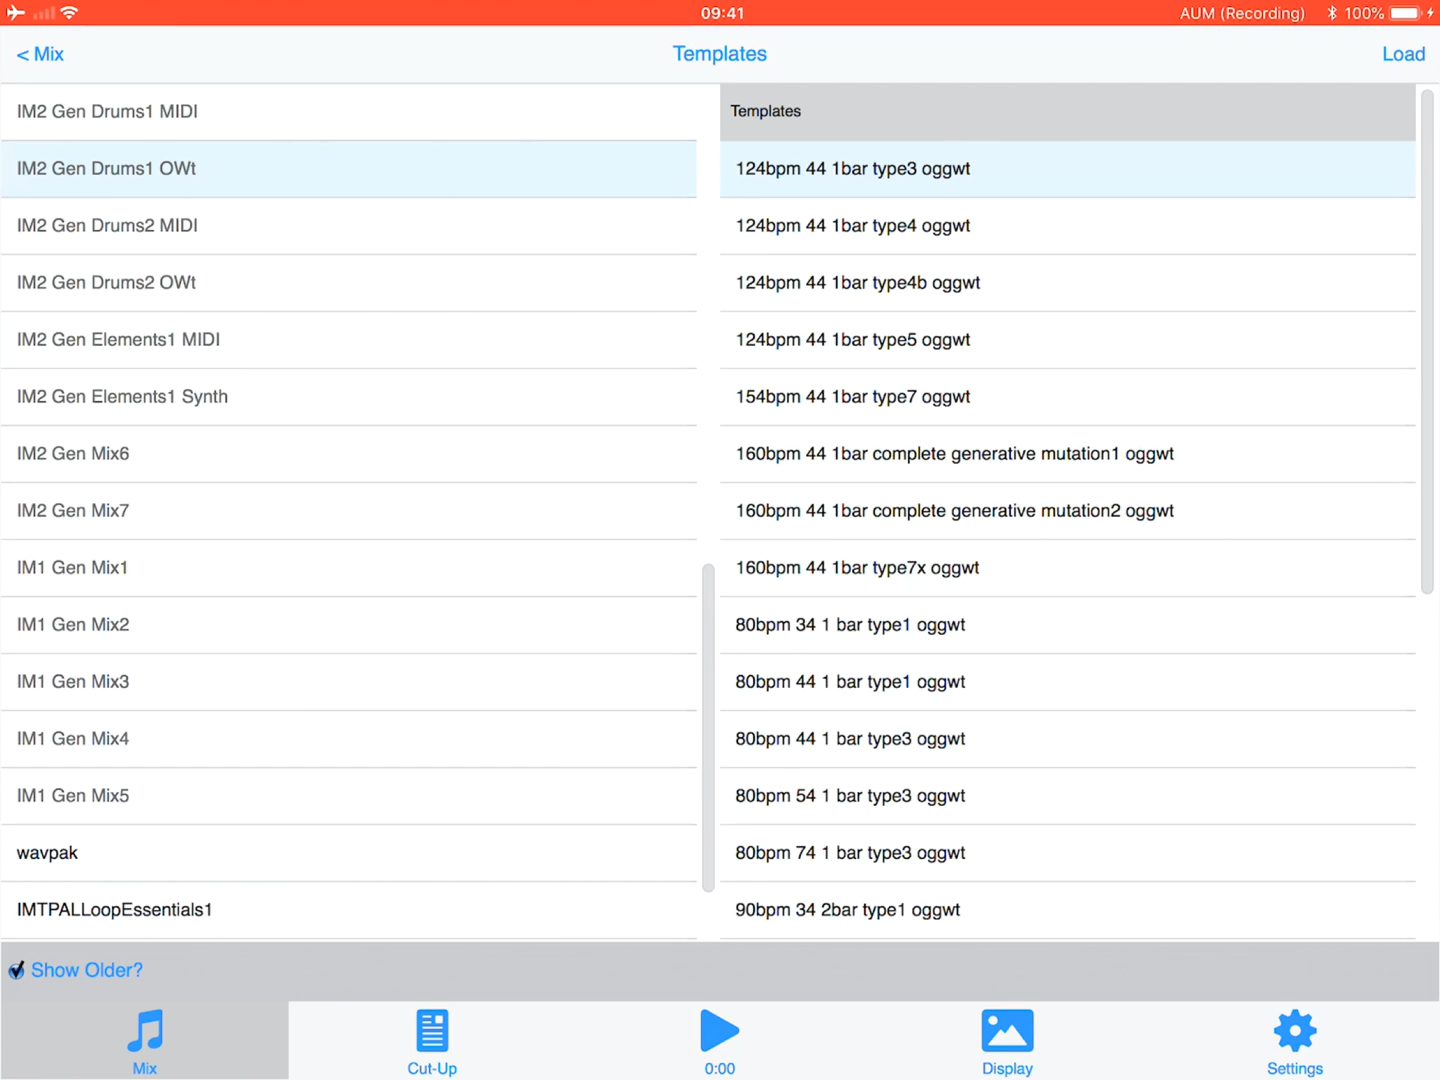 09:41
AUM (Recording)
100%
< Mix
Templates
Load
IM2 Gen Drums1 MIDI
IM2 Gen Drums1 OWt
IM2 Gen Drums2 MIDI
IM2 Gen Drums2 OWt
IM2 Gen Elements1 MIDI
IM2 Gen Elements1 Synth
IM2 Gen Mix6
IM2 Gen Mix7
IM1 Gen Mix1
IM1 Gen Mix2
IM1 Gen Mix3
IM1 Gen Mix4
IM1 Gen Mix5
wavpak
IMTPALLoopEssentials1
Templates
124bpm 44 1bar type3 oggwt
124bpm 44 1bar type4 oggwt
124bpm 44 1bar type4b oggwt
124bpm 44 1bar type5 oggwt
154bpm 44 1bar type7 oggwt
160bpm 44 1bar complete generative mutation1 oggwt
160bpm 44 1bar complete generative mutation2 oggwt
160bpm 44 1bar type7x oggwt
80bpm 34 1 bar type1 oggwt
80bpm 44 1 bar type1 oggwt
80bpm 44 1 bar type3 oggwt
80bpm 54 1 bar type3 oggwt
80bpm 74 1 bar type3 oggwt
90bpm 34 2bar type1 oggwt
Show Older?
Mix
Cut-Up
0:00
Display
Settings